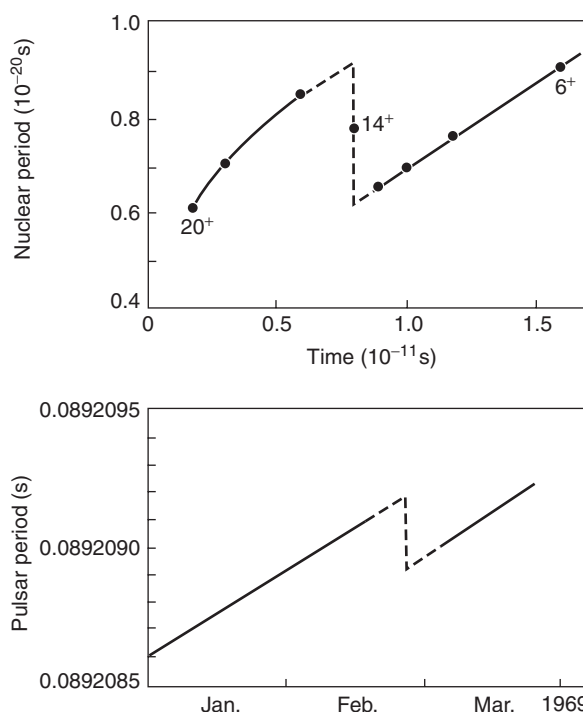 1.0
0.8
0.6
0.4
Nuclear period (10⁻²⁰s)
20⁺
14⁺
6⁺
0 0.5 1.0 1.5
Time (10⁻¹¹s)
0.0892095
0.0892090
0.0892085
Pulsar period (s)
Jan. Feb. Mar. 1969